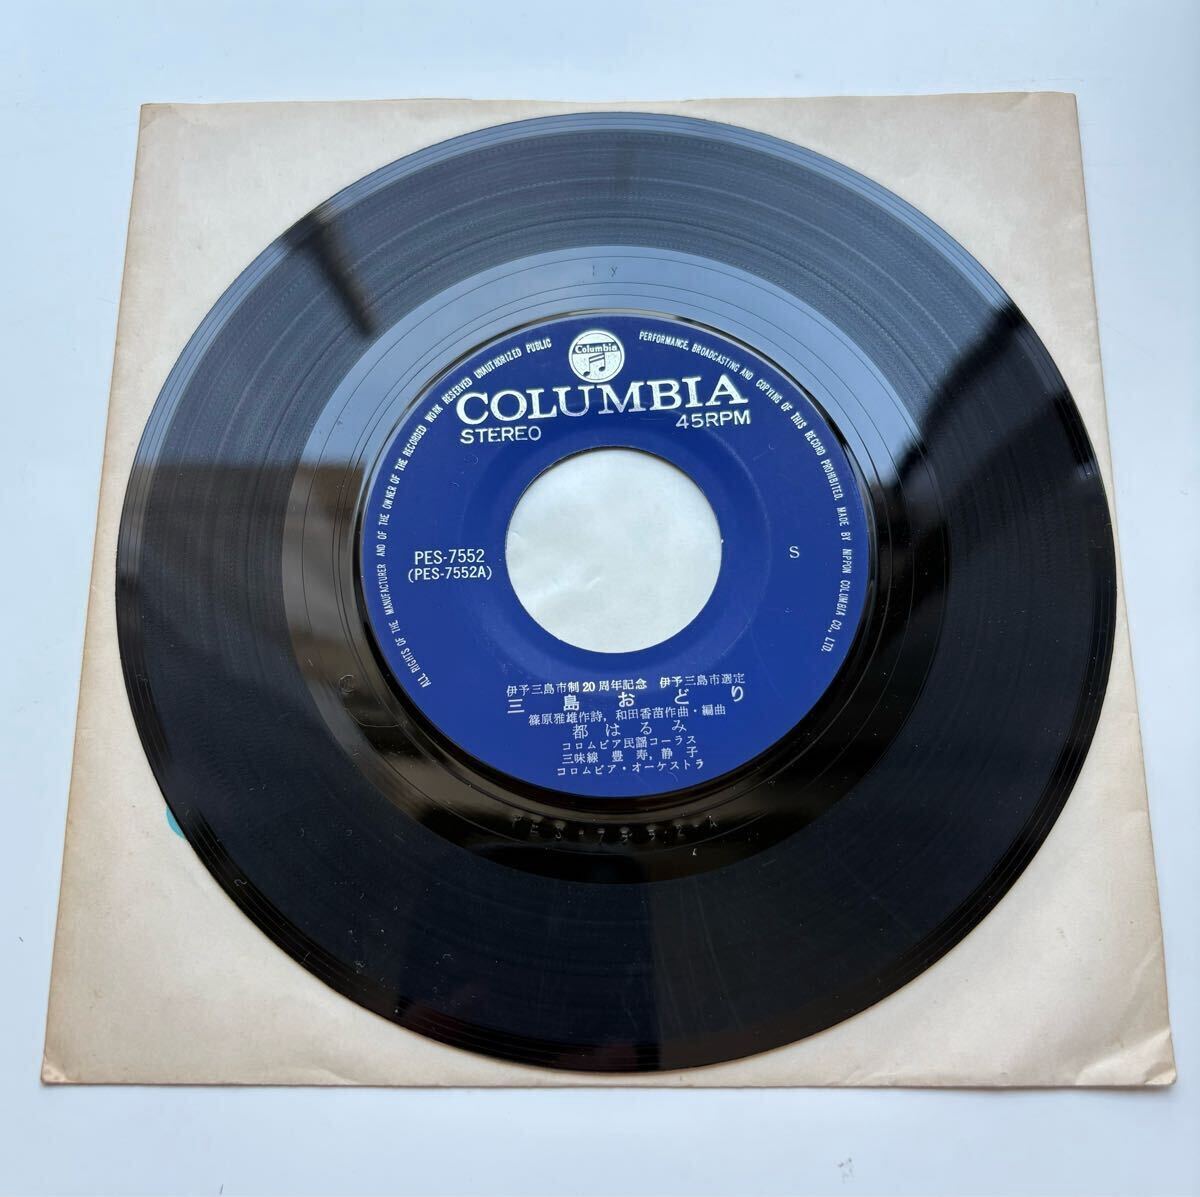 1 y
Columbia
COLUMBIA
STEREO
45RPM
ALL RIGHTS OF THE MANUFACTURER AND OF THE OWNER OF THE RECORDED WORK RESERVED UNAUTHORIZED PUBLIC PERFORMANCE, BROADCASTING AND COPYING OF THIS RECORD PROHIBITED. MADE BY NIPPON COLUMBIA CO., LTD.
PES-7552
(PES-7552A)
S
伊予三島市制20周年記念 伊予三島市選定
三島おどり
篠原雅雄作詩, 和田香苗作曲・編曲
都はるみ
コロムビア民謡コーラス
三味線 豊寿, 静子
コロムビア・オーケストラ
PES-7552-A